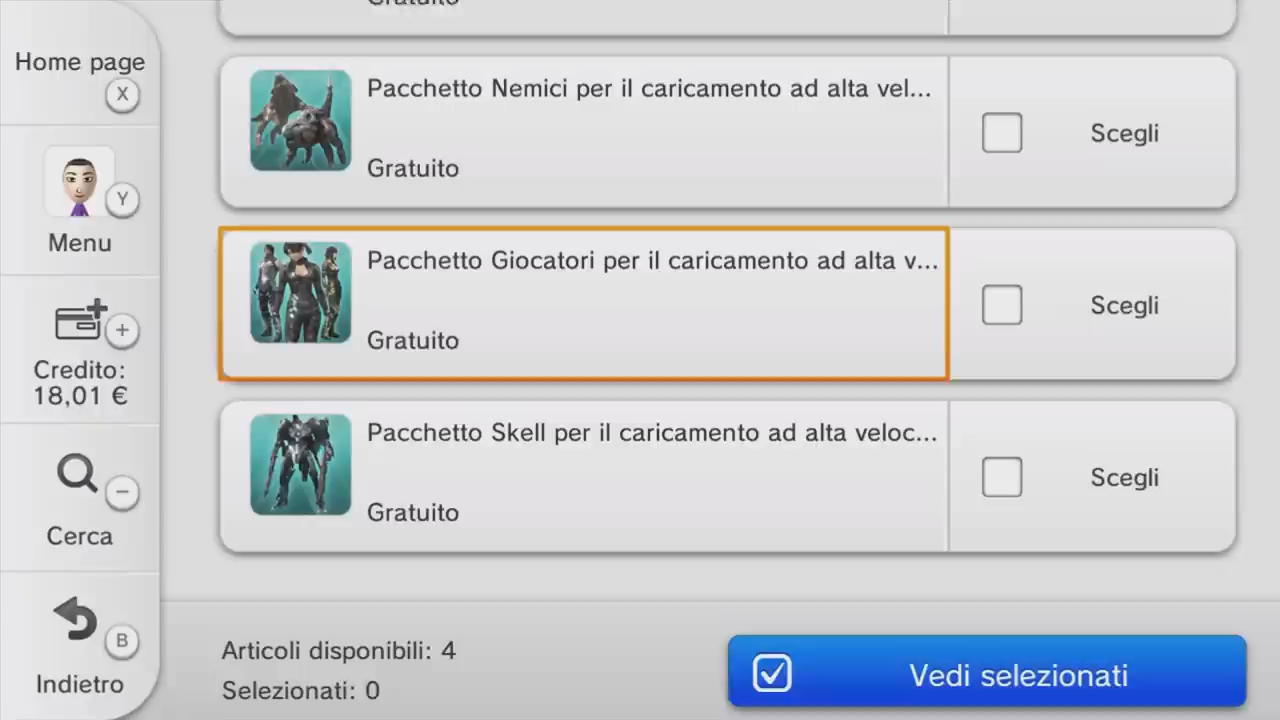 Gratuito
Home page
X
Pacchetto Nemici per il caricamento ad alta vel...
Gratuito
Scegli
Y
Menu
Pacchetto Giocatori per il caricamento ad alta v...
Gratuito
Scegli
+
Credito:
18,01 €
Pacchetto Skell per il caricamento ad alta veloc...
Gratuito
Scegli
−
Cerca
B
Indietro
Articoli disponibili: 4
Selezionati: 0
Vedi selezionati